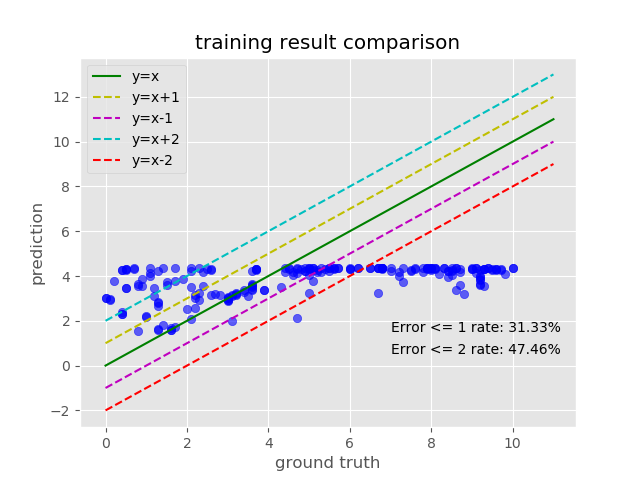 training result comparison
y=x
y=x+1
y=x-1
y=x+2
y=x-2
12
10
8
6
4
2
0
−2
prediction
Error <= 1 rate: 31.33%
Error <= 2 rate: 47.46%
0 2 4 6 8 10
ground truth